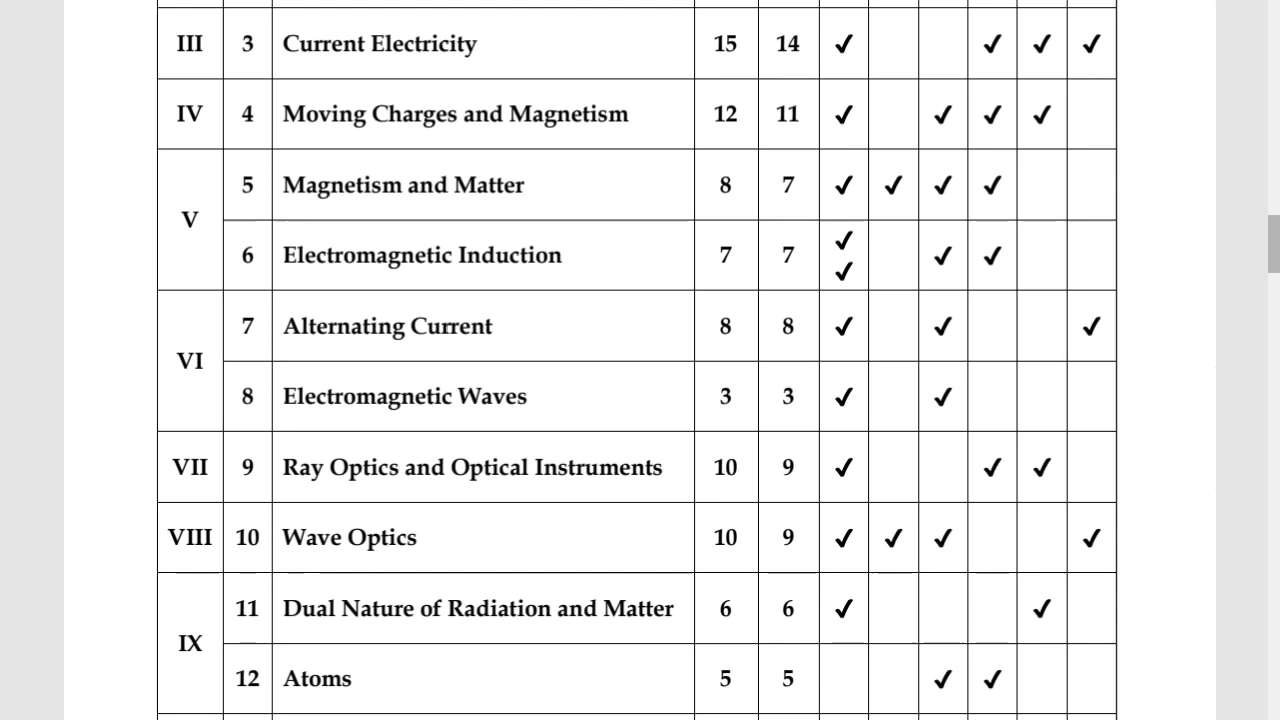 III 3 Current Electricity 15 14 ✓ ✓ ✓ ✓
IV 4 Moving Charges and Magnetism 12 11 ✓ ✓ ✓ ✓
V
5 Magnetism and Matter 8 7 ✓ ✓ ✓ ✓
6 Electromagnetic Induction 7 7 ✓ ✓ ✓ ✓
VI
7 Alternating Current 8 8 ✓ ✓ ✓
8 Electromagnetic Waves 3 3 ✓ ✓
VII 9 Ray Optics and Optical Instruments 10 9 ✓ ✓ ✓
VIII 10 Wave Optics 10 9 ✓ ✓ ✓ ✓
IX
11 Dual Nature of Radiation and Matter 6 6 ✓ ✓
12 Atoms 5 5 ✓ ✓